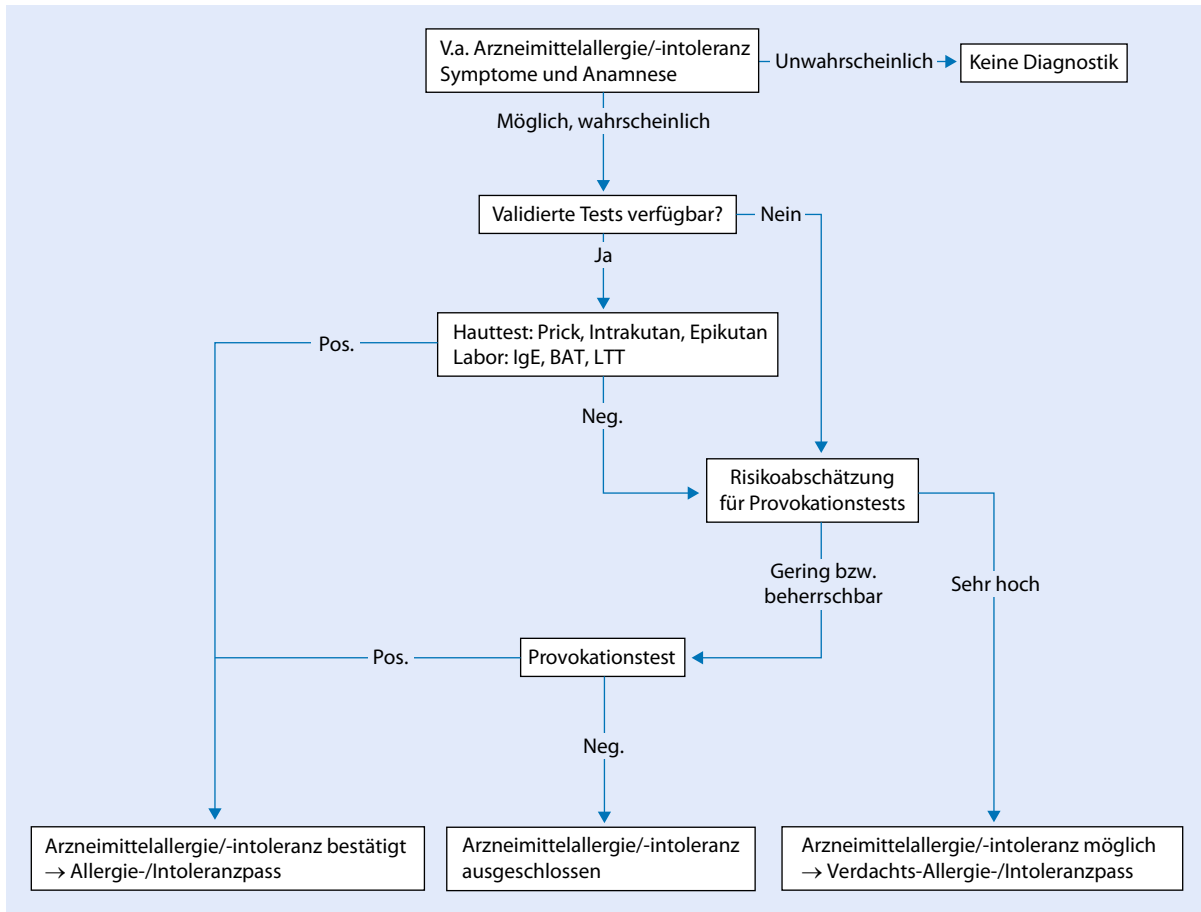 V.a. Arzneimittelallergie/-intoleranz
Symptome und Anamnese
Unwahrscheinlich
Keine Diagnostik
Möglich, wahrscheinlich
Validierte Tests verfügbar?
Nein
Ja
Hauttest: Prick, Intrakutan, Epikutan
Labor: IgE, BAT, LTT
Pos.
Neg.
Risikoabschätzung
für Provokationstests
Gering bzw.
beherrschbar
Sehr hoch
Provokationstest
Pos.
Neg.
Arzneimittelallergie/-intoleranz bestätigt
→ Allergie-/Intoleranzpass
Arzneimittelallergie/-intoleranz
ausgeschlossen
Arzneimittelallergie/-intoleranz möglich
→ Verdachts-Allergie-/Intoleranzpass